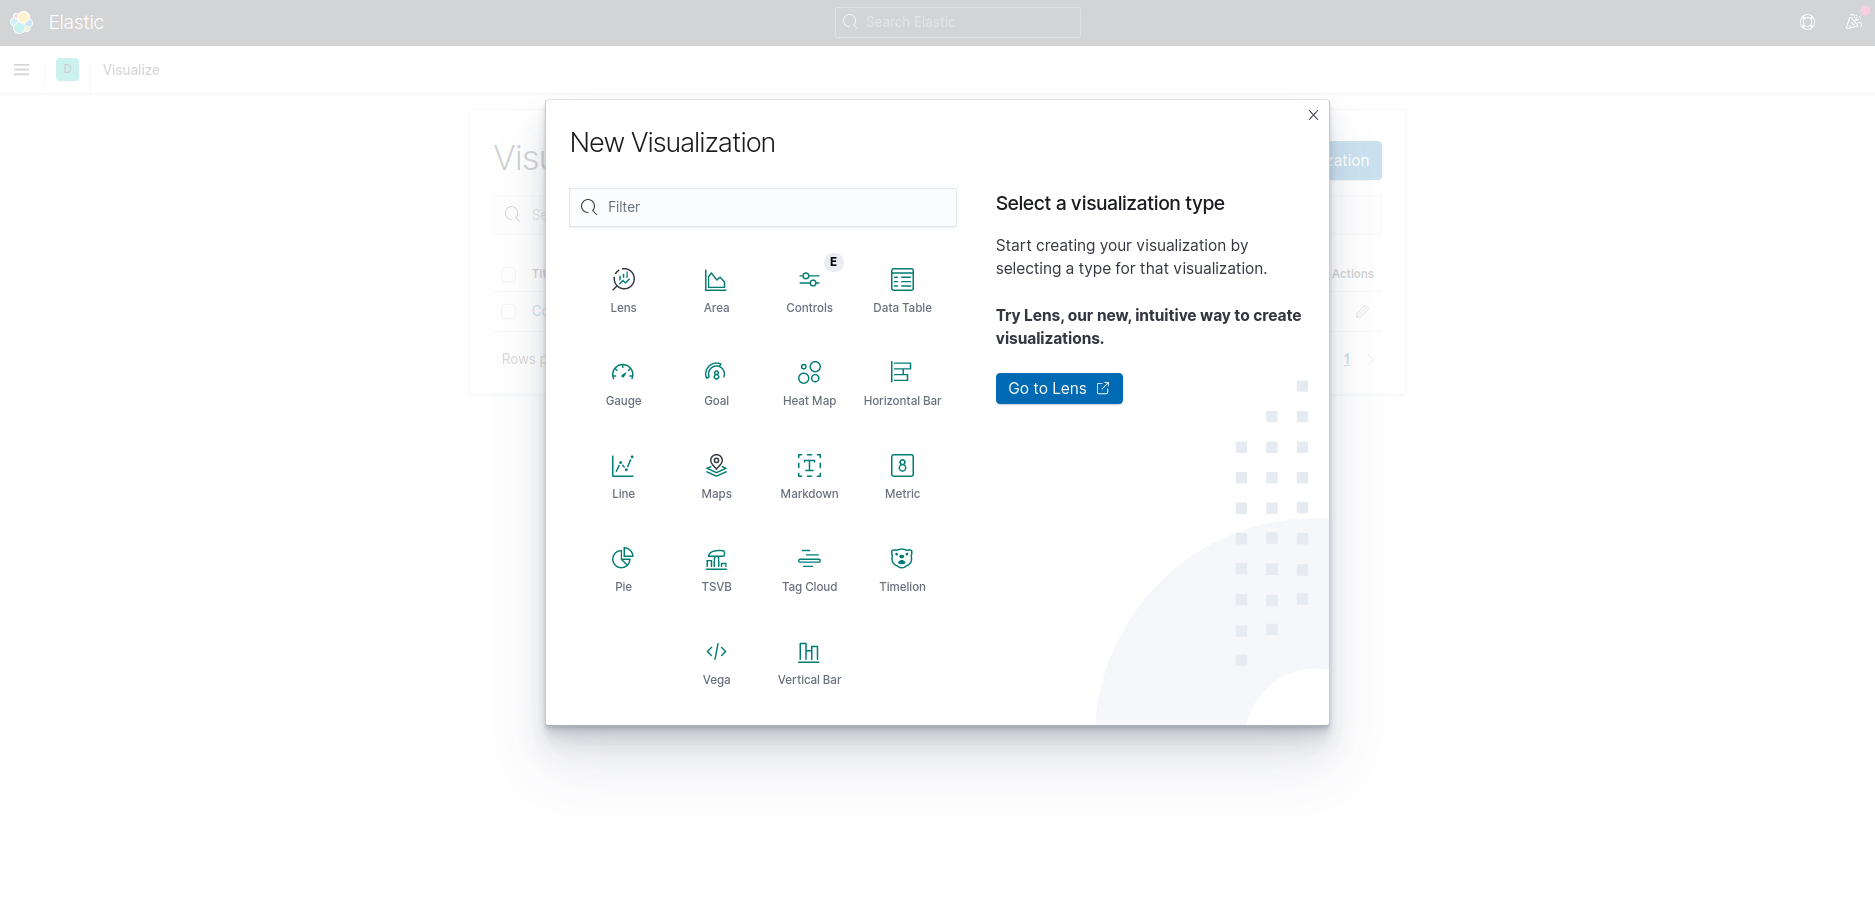 Elastic
Search Elastic
D
Visualize
New Visualization
Filter
E
Lens
Area
Controls
Data Table
Gauge
Goal
Heat Map
Horizontal Bar
Line
Maps
Markdown
Metric
Pie
TSVB
Tag Cloud
Timelion
Vega
Vertical Bar
Select a visualization type
Start creating your visualization by
selecting a type for that visualization.
Try Lens, our new, intuitive way to create
visualizations.
Go to Lens
Actions
Rows
1